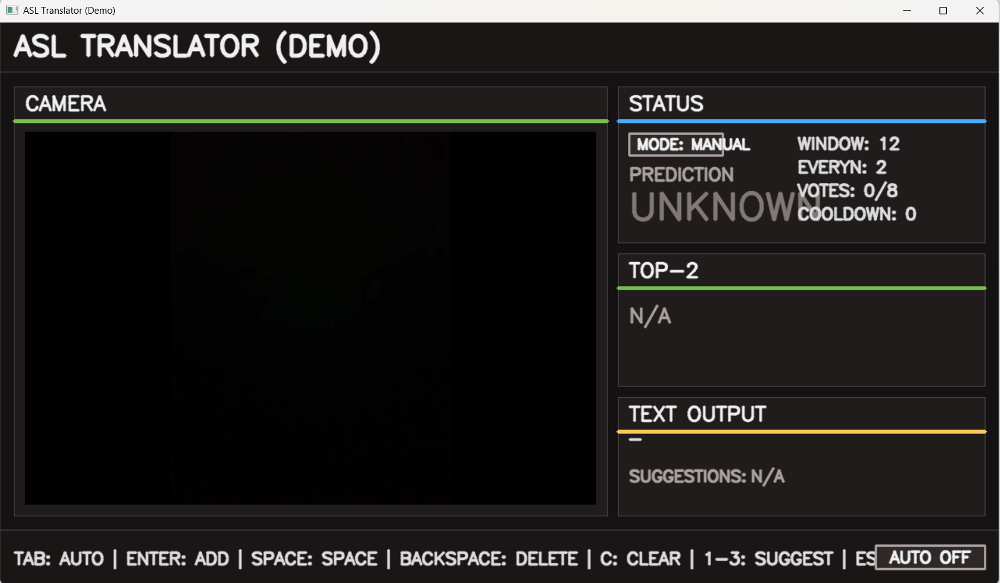 ASL Translator (Demo)
ASL TRANSLATOR (DEMO)
CAMERA
STATUS
MODE: MANUAL
PREDICTION
UNKNOWN
WINDOW: 12
EVERYN: 2
VOTES: 0/8
COOLDOWN: 0
TOP-2
N/A
TEXT OUTPUT
_
SUGGESTIONS: N/A
TAB: AUTO | ENTER: ADD | SPACE: SPACE | BACKSPACE: DELETE | C: CLEAR | 1-3: SUGGEST | ES
AUTO OFF